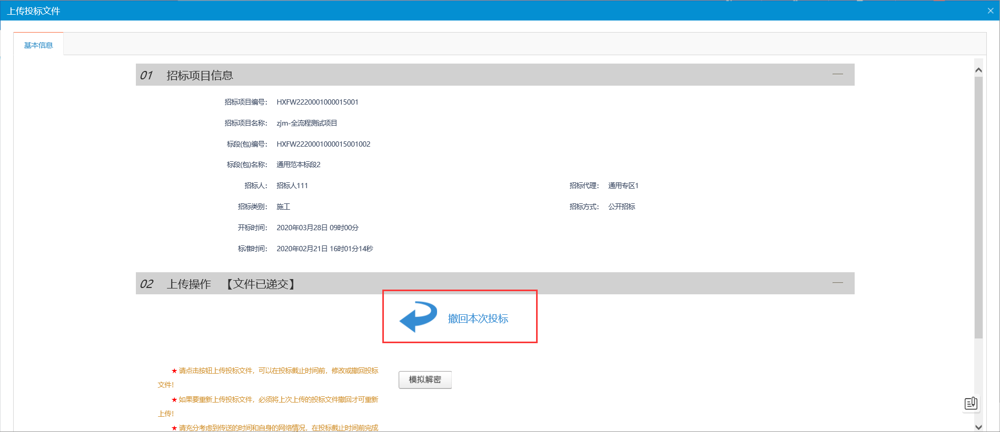 上传投标文件
基本信息
01 招标项目信息
招标项目编号： HXFW2220001000015001
招标项目名称： zjm-全流程测试项目
标段(包)编号： HXFW2220001000015001002
标段(包)名称： 通用范本标段2
招标人： 招标人111 招标代理： 通用专区1
招标类别： 施工 招标方式： 公开招标
开标时间： 2020年03月28日 09时00分
标准时间： 2020年02月21日 16时01分14秒
02 上传操作 【文件已递交】
撤回本次投标
★ 请点击按钮上传投标文件，可以在投标截止时间前，修改或撤回投标
文件！
模拟解密
★ 如果要重新上传投标文件，必须将上次上传的投标文件撤回才可重新
上传！
★ 请充分考虑到传送的时间和自身的网络情况，在投标截止时间前完成